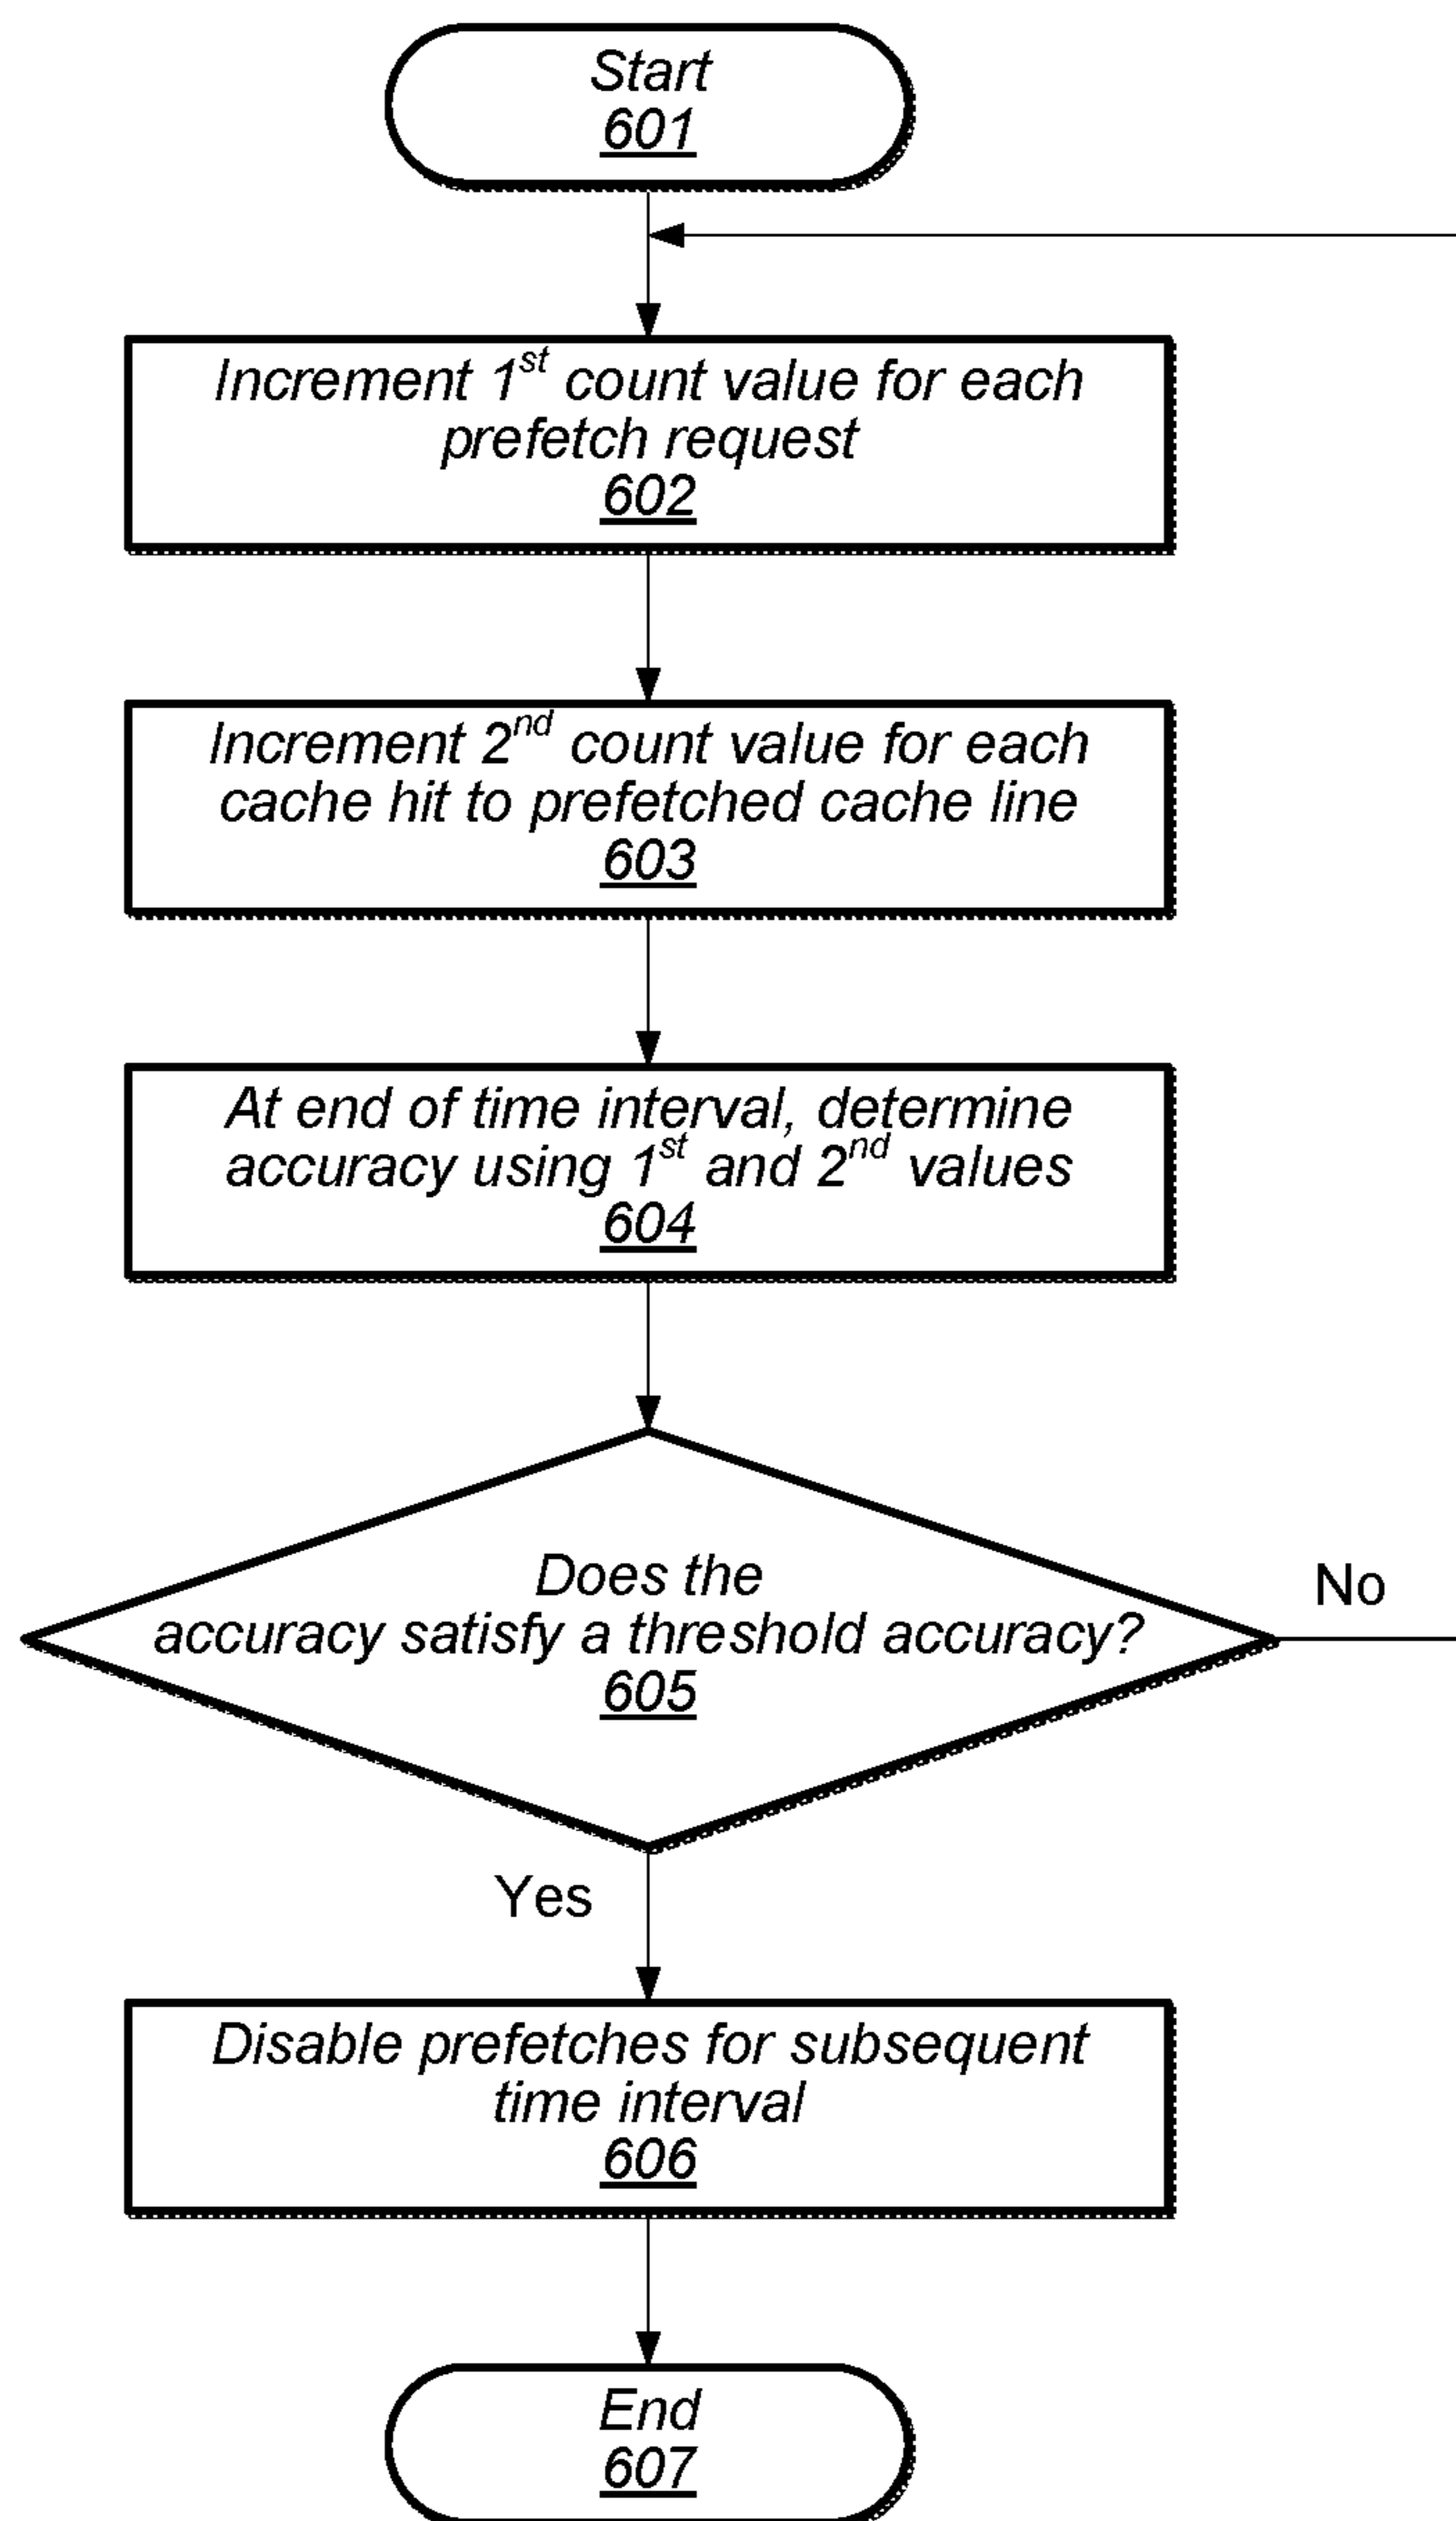 Start
601
Increment 1st count value for each
prefetch request
602
Increment 2nd count value for each
cache hit to prefetched cache line
603
At end of time interval, determine
accuracy using 1st and 2nd values
604
Does the
accuracy satisfy a threshold accuracy?
605
No
Yes
Disable prefetches for subsequent
time interval
606
End
607